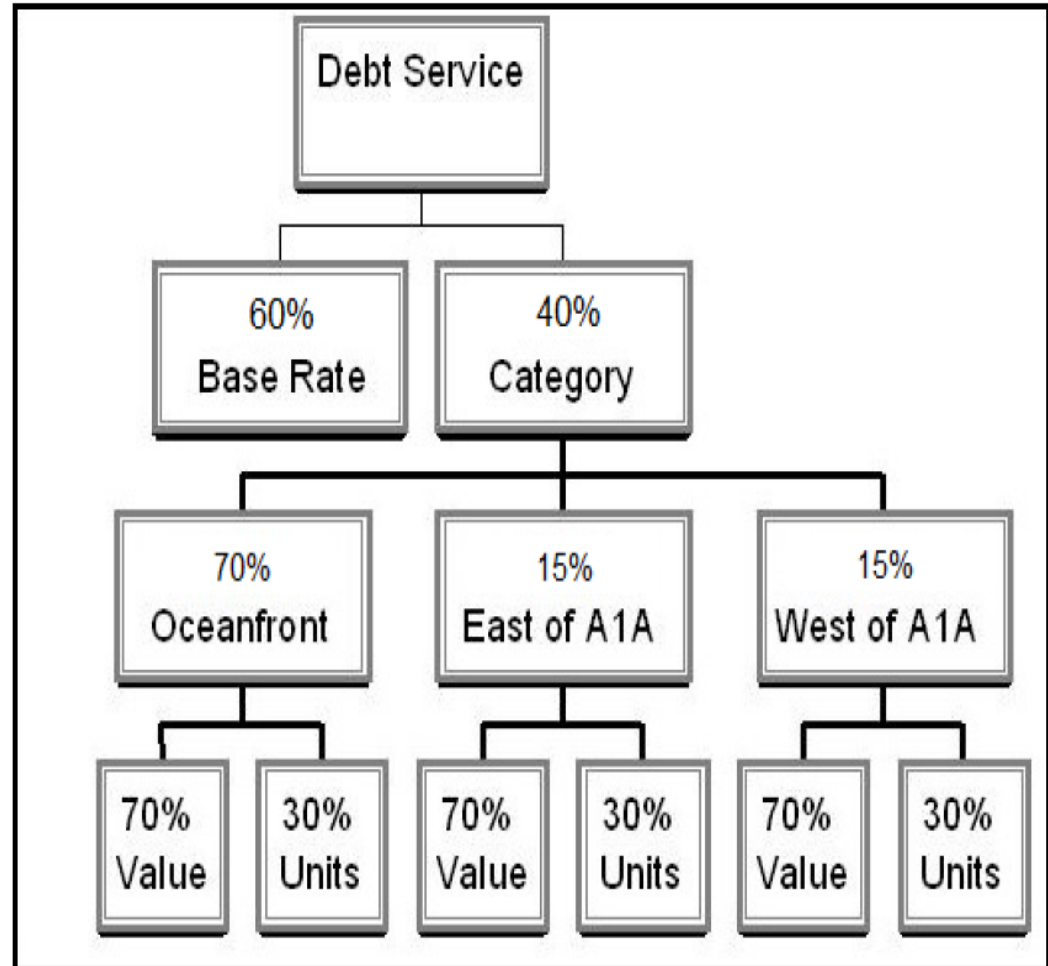 Debt Service
60%
Base Rate
40%
Category
70%
Oceanfront
15%
East of A1A
15%
West of A1A
70%
Value
30%
Units
70%
Value
30%
Units
70%
Value
30%
Units